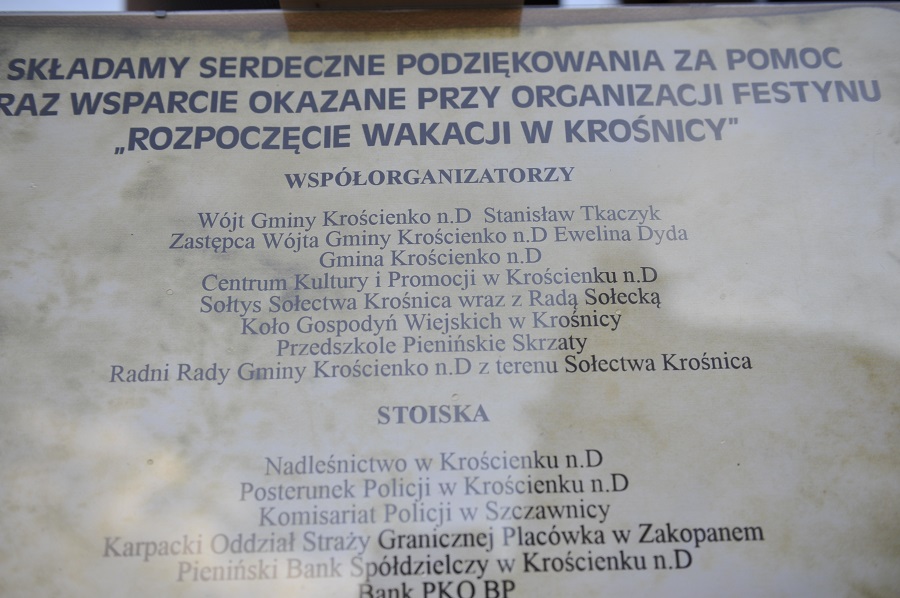 SKŁADAMY SERDECZNE PODZIĘKOWANIA ZA POMOC
RAZ WSPARCIE OKAZANE PRZY ORGANIZACJI FESTYNU
„ROZPOCZĘCIE WAKACJI W KROŚNICY”
WSPÓŁORGANIZATORZY
Wójt Gminy Krościenko n.D Stanisław Tkaczyk
Zastępca Wójta Gminy Krościenko n.D Ewelina Dyda
Gmina Krościenko n.D
Centrum Kultury i Promocji w Krościenku n.D
Sołtys Sołectwa Krośnica wraz z Radą Sołecką
Koło Gospodyń Wiejskich w Krośnicy
Przedszkole Pienińskie Skrzaty
Radni Rady Gminy Krościenko n.D z terenu Sołectwa Krośnica
STOISKA
Nadleśnictwo w Krościenku n.D
Posterunek Policji w Krościenku n.D
Komisariat Policji w Szczawnicy
Karpacki Oddział Straży Granicznej Placówka w Zakopanem
Pieniński Bank Spółdzielczy w Krościenku n.D
Bank PKO BP